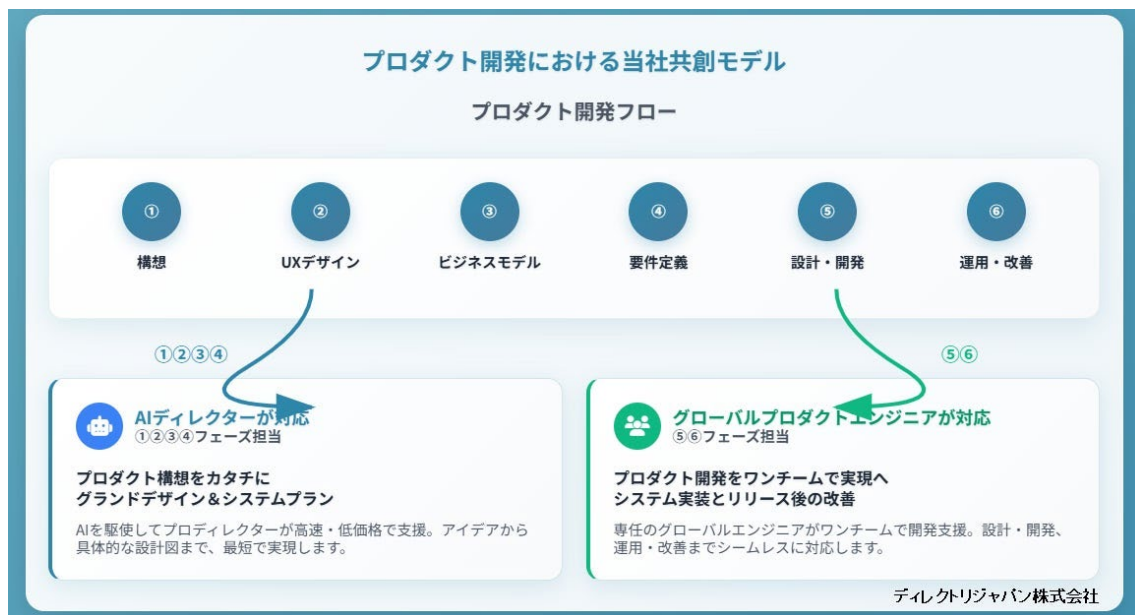 プロダクト開発における当社共創モデル
プロダクト開発フロー
①
②
③
④
⑤
⑥
構想
UXデザイン
ビジネスモデル
要件定義
設計・開発
運用・改善
①②③④
⑤⑥
AIディレクターが対応
①②③④フェーズ担当
プロダクト構想をカタチに
グランドデザイン＆システムプラン
AIを駆使してプロディレクターが高速・低価格で支援。アイデアから
具体的な設計図まで、最短で実現します。
グローバルプロダクトエンジニアが対応
⑤⑥フェーズ担当
プロダクト開発をワンチームで実現へ
システム実装とリリース後の改善
専任のグローバルエンジニアがワンチームで開発支援。設計・開発、
運用・改善までシームレスに対応します。
ディレクトリジャパン株式会社